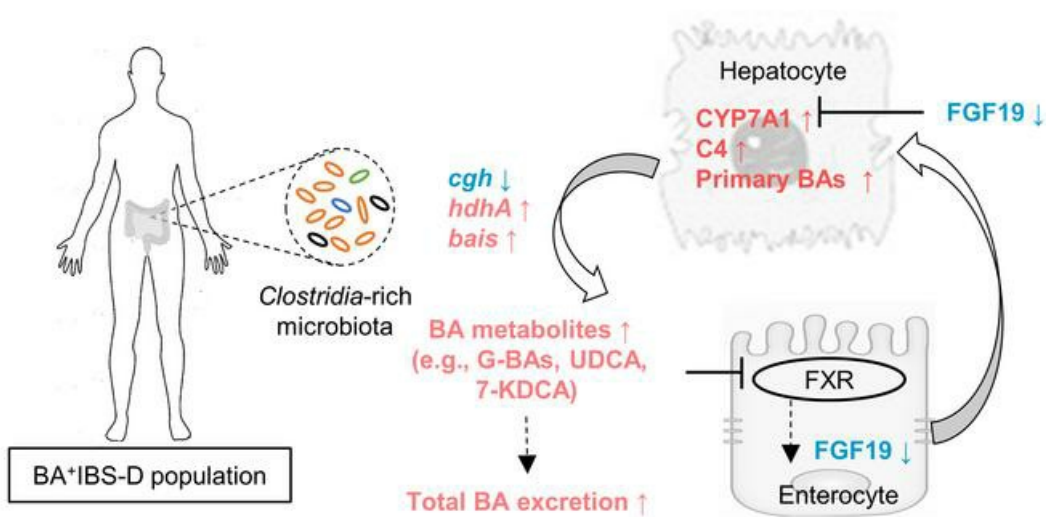 Hepatocyte
CYP7A1 ↑
C4 ↑
Primary BAs ↑
FGF19 ↓
cgh ↓
hdhA ↑
bais ↑
Clostridia-rich
microbiota
BA metabolites ↑
(e.g., G-BAs, UDCA,
7-KDCA)
FXR
FGF19 ↓
Enterocyte
BA⁺IBS-D population
Total BA excretion ↑